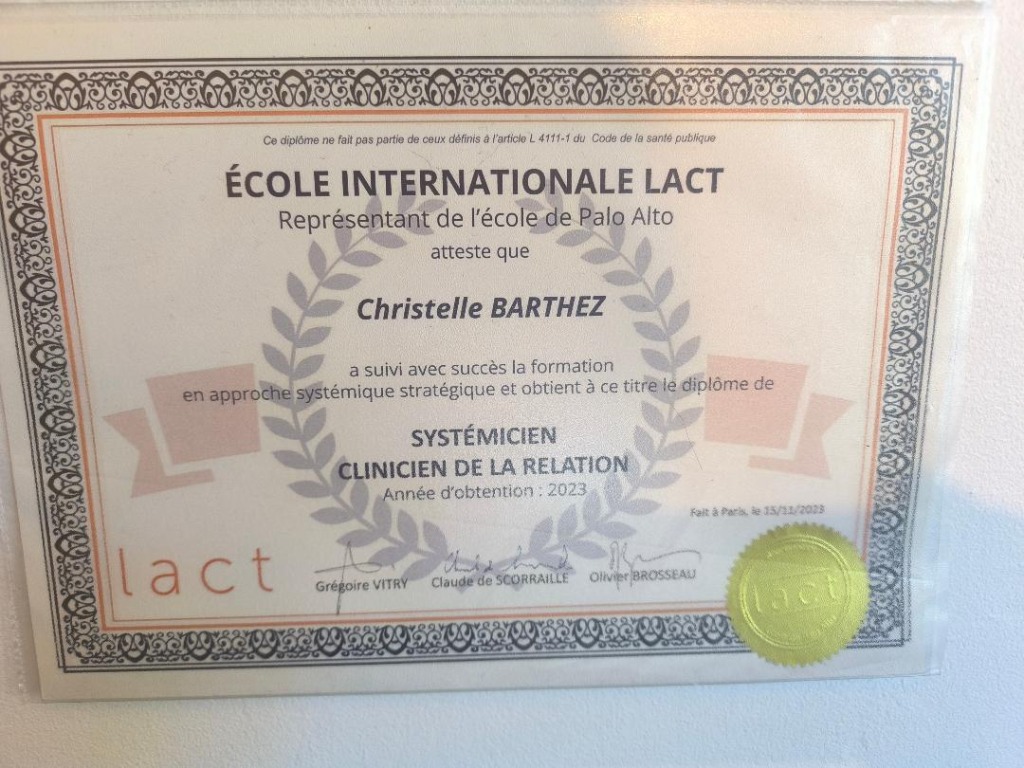 Ce diplôme ne fait pas partie de ceux définis à l'article L 4111-1 du Code de la santé publique
ÉCOLE INTERNATIONALE LACT
Représentant de l'école de Palo Alto
atteste que
Christelle BARTHEZ
a suivi avec succès la formation
en approche systémique stratégique et obtient à ce titre le diplôme de
SYSTÉMICIEN
CLINICIEN DE LA RELATION
Année d'obtention : 2023
Fait à Paris, le 15/11/2023
lact
Grégoire VITRY
Claude de SCORRAILLE
Olivier BROSSEAU
lact